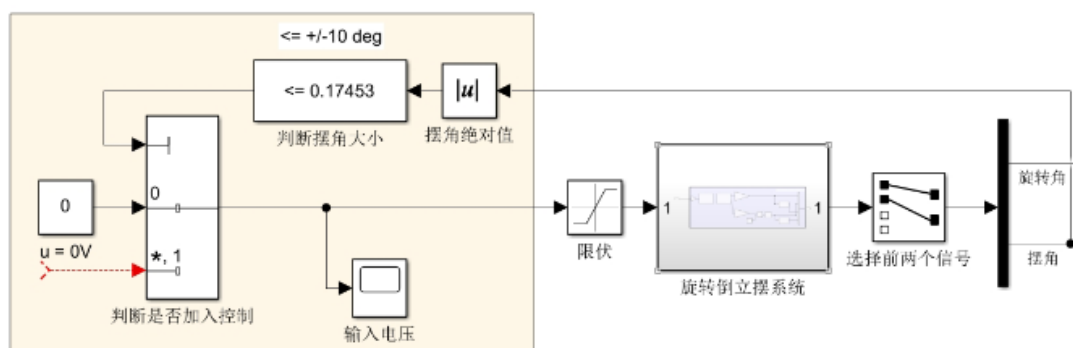 <= +/-10 deg
<= 0.17453
|u|
判断摆角大小
摆角绝对值
0
0
u = 0V
*, 1
判断是否加入控制
输入电压
限伏
1
1
旋转倒立摆系统
选择前两个信号
旋转角
摆角